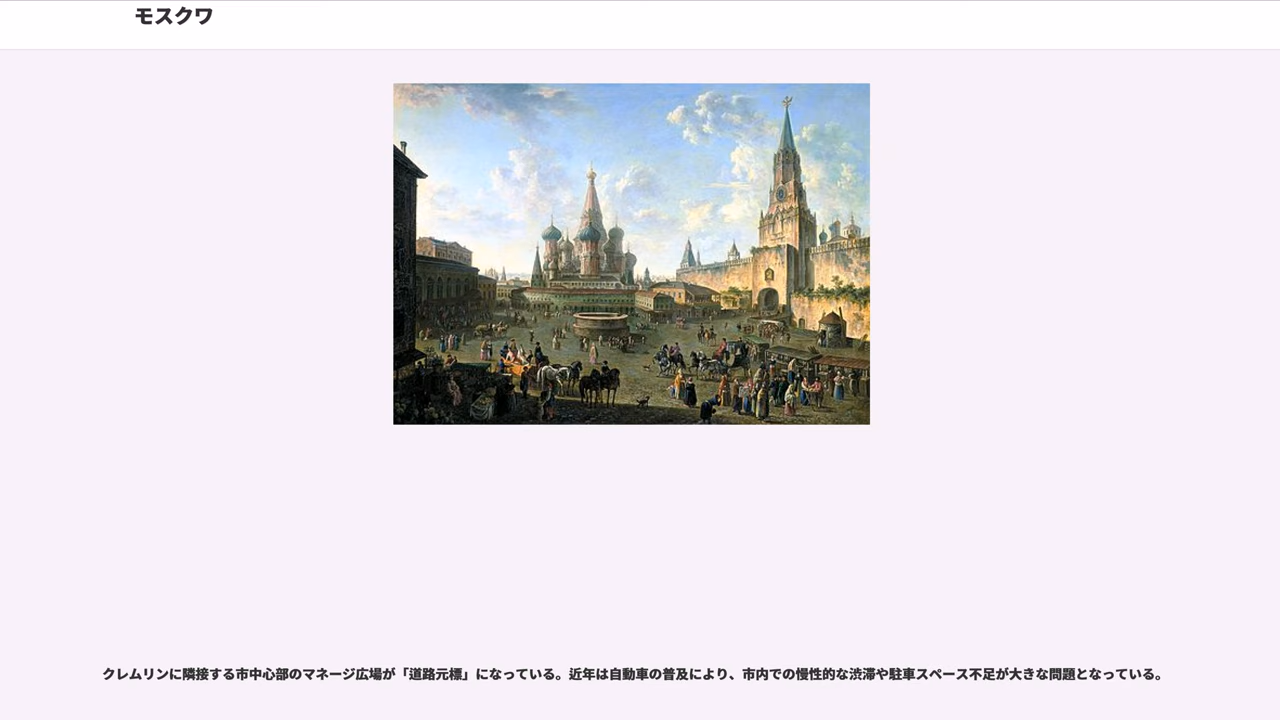 モスクワ
クレムリンに隣接する市中心部のマネージ広場が「道路元標」になっている。近年は自動車の普及により、市内での慢性的な渋滞や駐車スペース不足が大きな問題となっている。